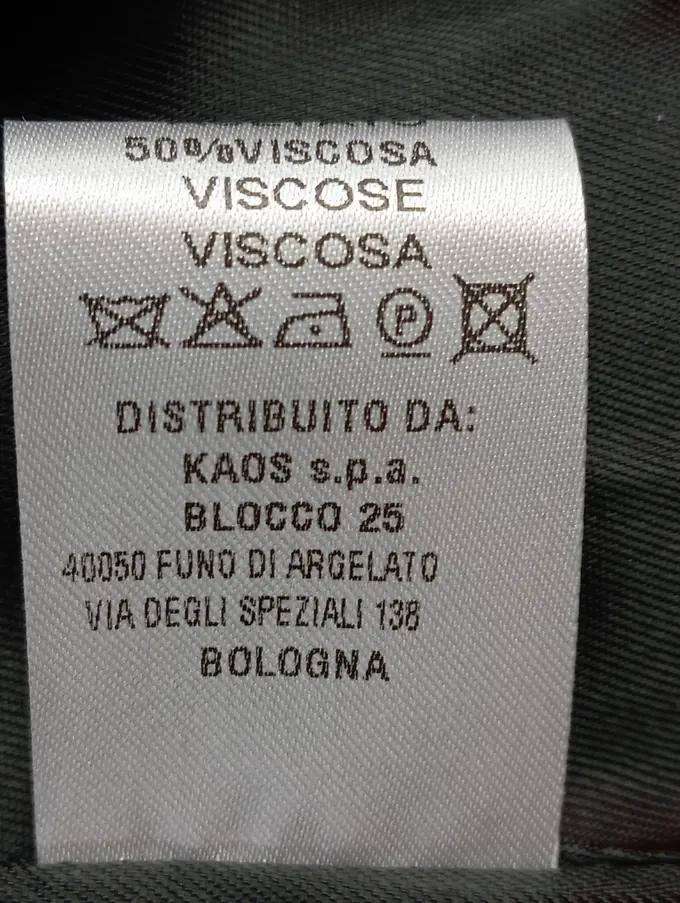 50%VISCOSA
VISCOSE
VISCOSA
P
DISTRIBUITO DA:
KAOS s.p.a.
BLOCCO 25
40050 FUNO DI ARGELATO
VIA DEGLI SPEZIALI 138
BOLOGNA